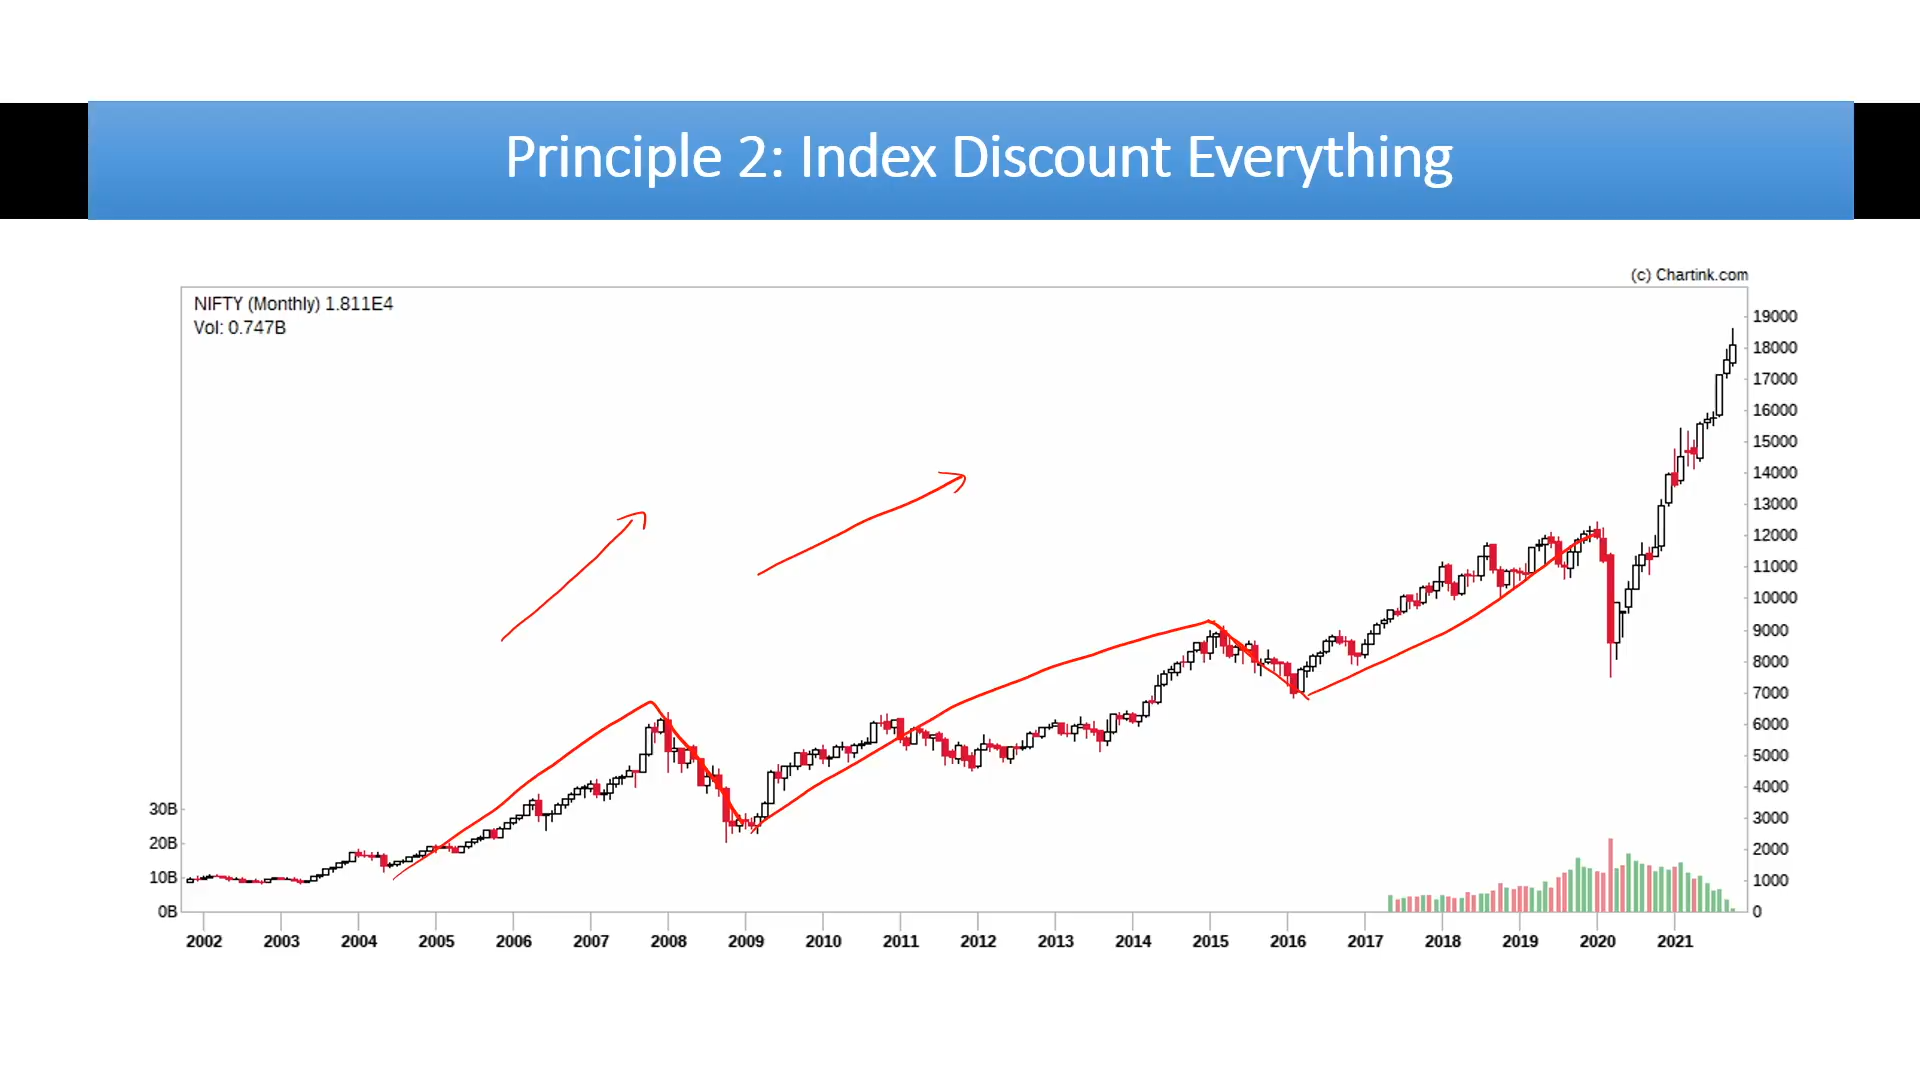 Principle 2: Index Discount Everything
(c) Chartink.com
NIFTY (Monthly) 1.811E4
Vol: 0.747B
19000
18000
17000
16000
15000
14000
13000
12000
11000
10000
9000
8000
7000
6000
5000
4000
3000
2000
1000
0
30B
20B
10B
0B
2002 2003 2004 2005 2006 2007 2008 2009 2010 2011 2012 2013 2014 2015 2016 2017 2018 2019 2020 2021